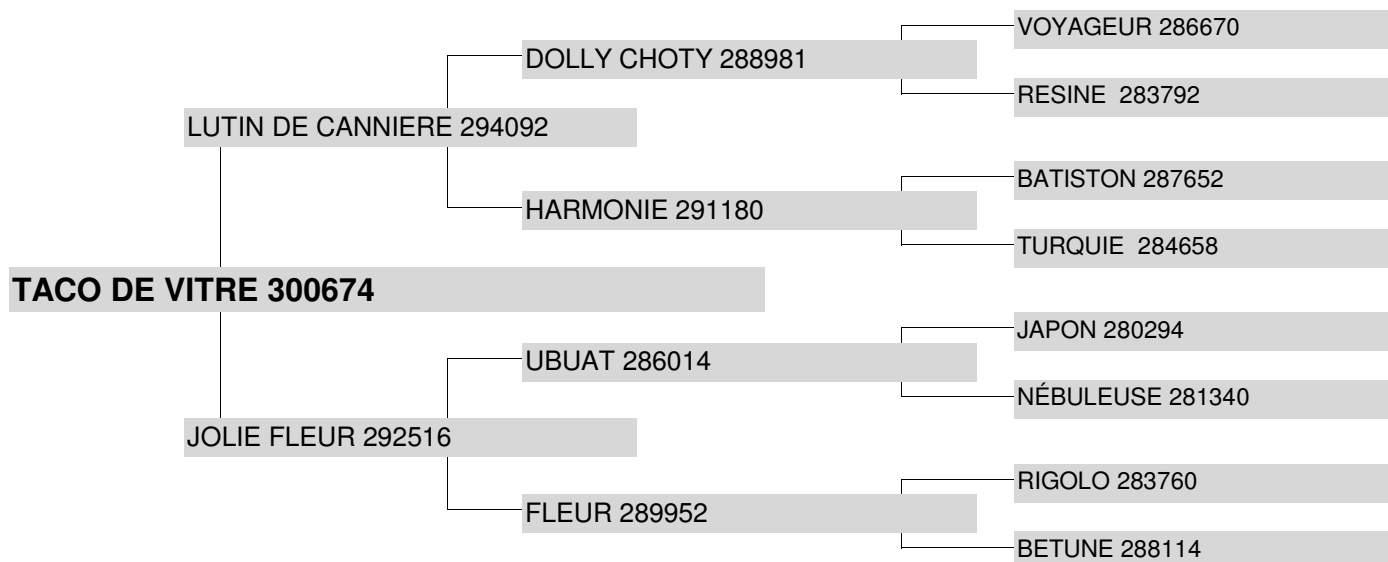 VOYAGEUR 286670
DOLLY CHOTY 288981
RESINE 283792
LUTIN DE CANNIERE 294092
BATISTON 287652
HARMONIE 291180
TURQUIE 284658
TACO DE VITRE 300674
JAPON 280294
UBUAT 286014
NÉBULEUSE 281340
JOLIE FLEUR 292516
RIGOLO 283760
FLEUR 289952
BETUNE 288114